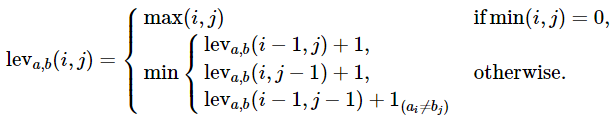 max(i, j) if min(i, j) = 0,
lev_{a,b}(i − 1, j) + 1,
lev_{a,b}(i, j) = min lev_{a,b}(i, j − 1) + 1, otherwise.
lev_{a,b}(i − 1, j − 1) + 1_{(a_i≠b_j)}